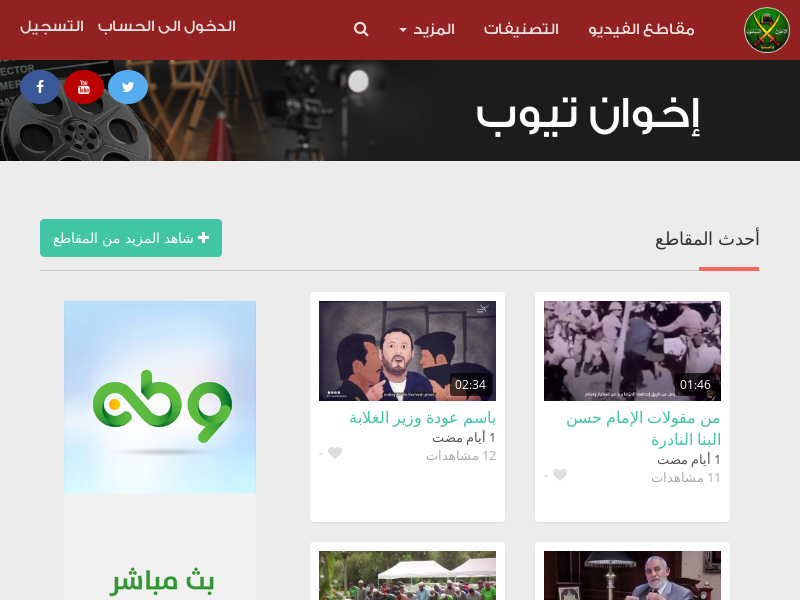 مقاطع الفيديو
التصنيفات
المزيد
الدخول الى الحساب
التسجيل
إخوان تيوب
أحدث المقاطع
شاهد المزيد من المقاطع
01:46
من مقولات الإمام حسن
البنا النادرة
1 أيام مضت
11 مشاهدات
-
02:34
باسم عودة وزير الغلابة
1 أيام مضت
12 مشاهدات
-
وطن
بث مباشر